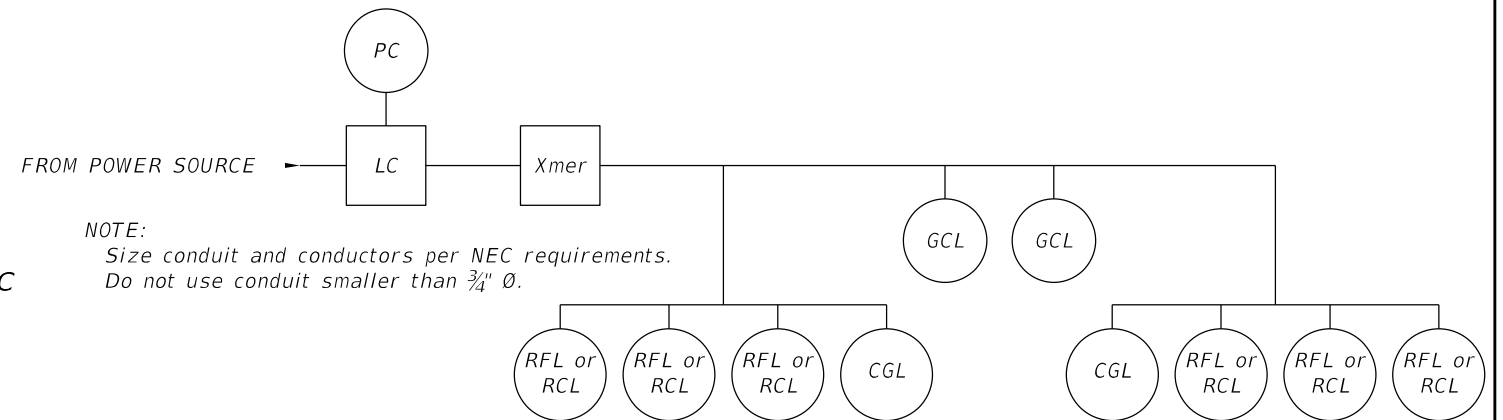 PC
FROM POWER SOURCE
LC
Xmer
NOTE:
Size conduit and conductors per NEC requirements.
Do not use conduit smaller than ¾" Ø.
C
GCL
GCL
RFL or
RCL
RFL or
RCL
RFL or
RCL
CGL
CGL
RFL or
RCL
RFL or
RCL
RFL or
RCL